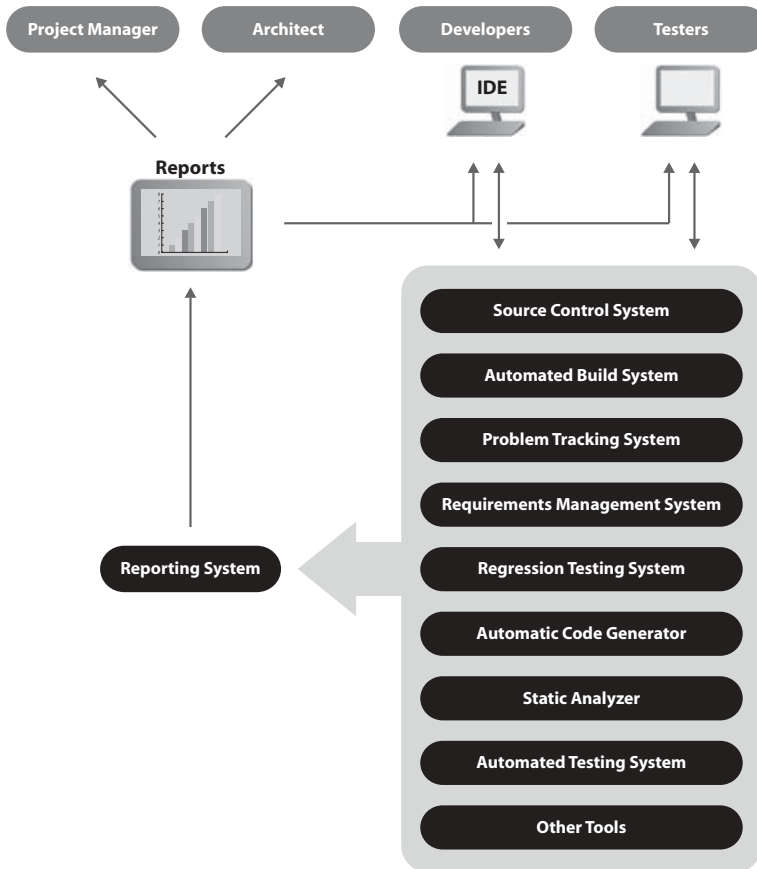 Project Manager
Architect
Developers
Testers
IDE
Reports
Source Control System
Automated Build System
Problem Tracking System
Requirements Management System
Reporting System
Regression Testing System
Automatic Code Generator
Static Analyzer
Automated Testing System
Other Tools